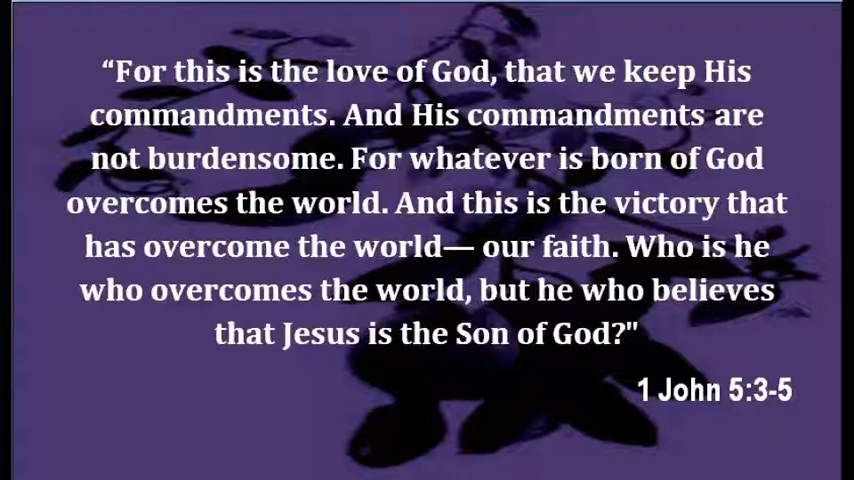 “For this is the love of God, that we keep His
commandments. And His commandments are
not burdensome. For whatever is born of God
overcomes the world. And this is the victory that
has overcome the world— our faith. Who is he
who overcomes the world, but he who believes
that Jesus is the Son of God?"
1 John 5:3-5